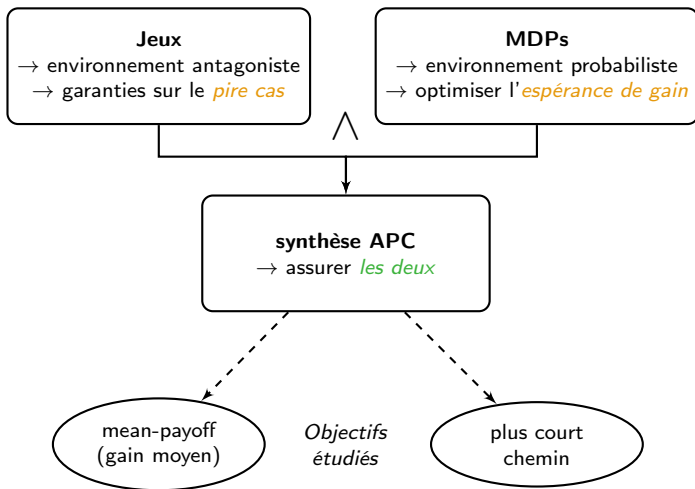 Jeux
→ environnement antagoniste
→ garanties sur le pire cas
MDPs
→ environnement probabiliste
→ optimiser l'espérance de gain
∧
synthèse APC
→ assurer les deux
mean-payoff
(gain moyen)
Objectifs
étudiés
plus court
chemin